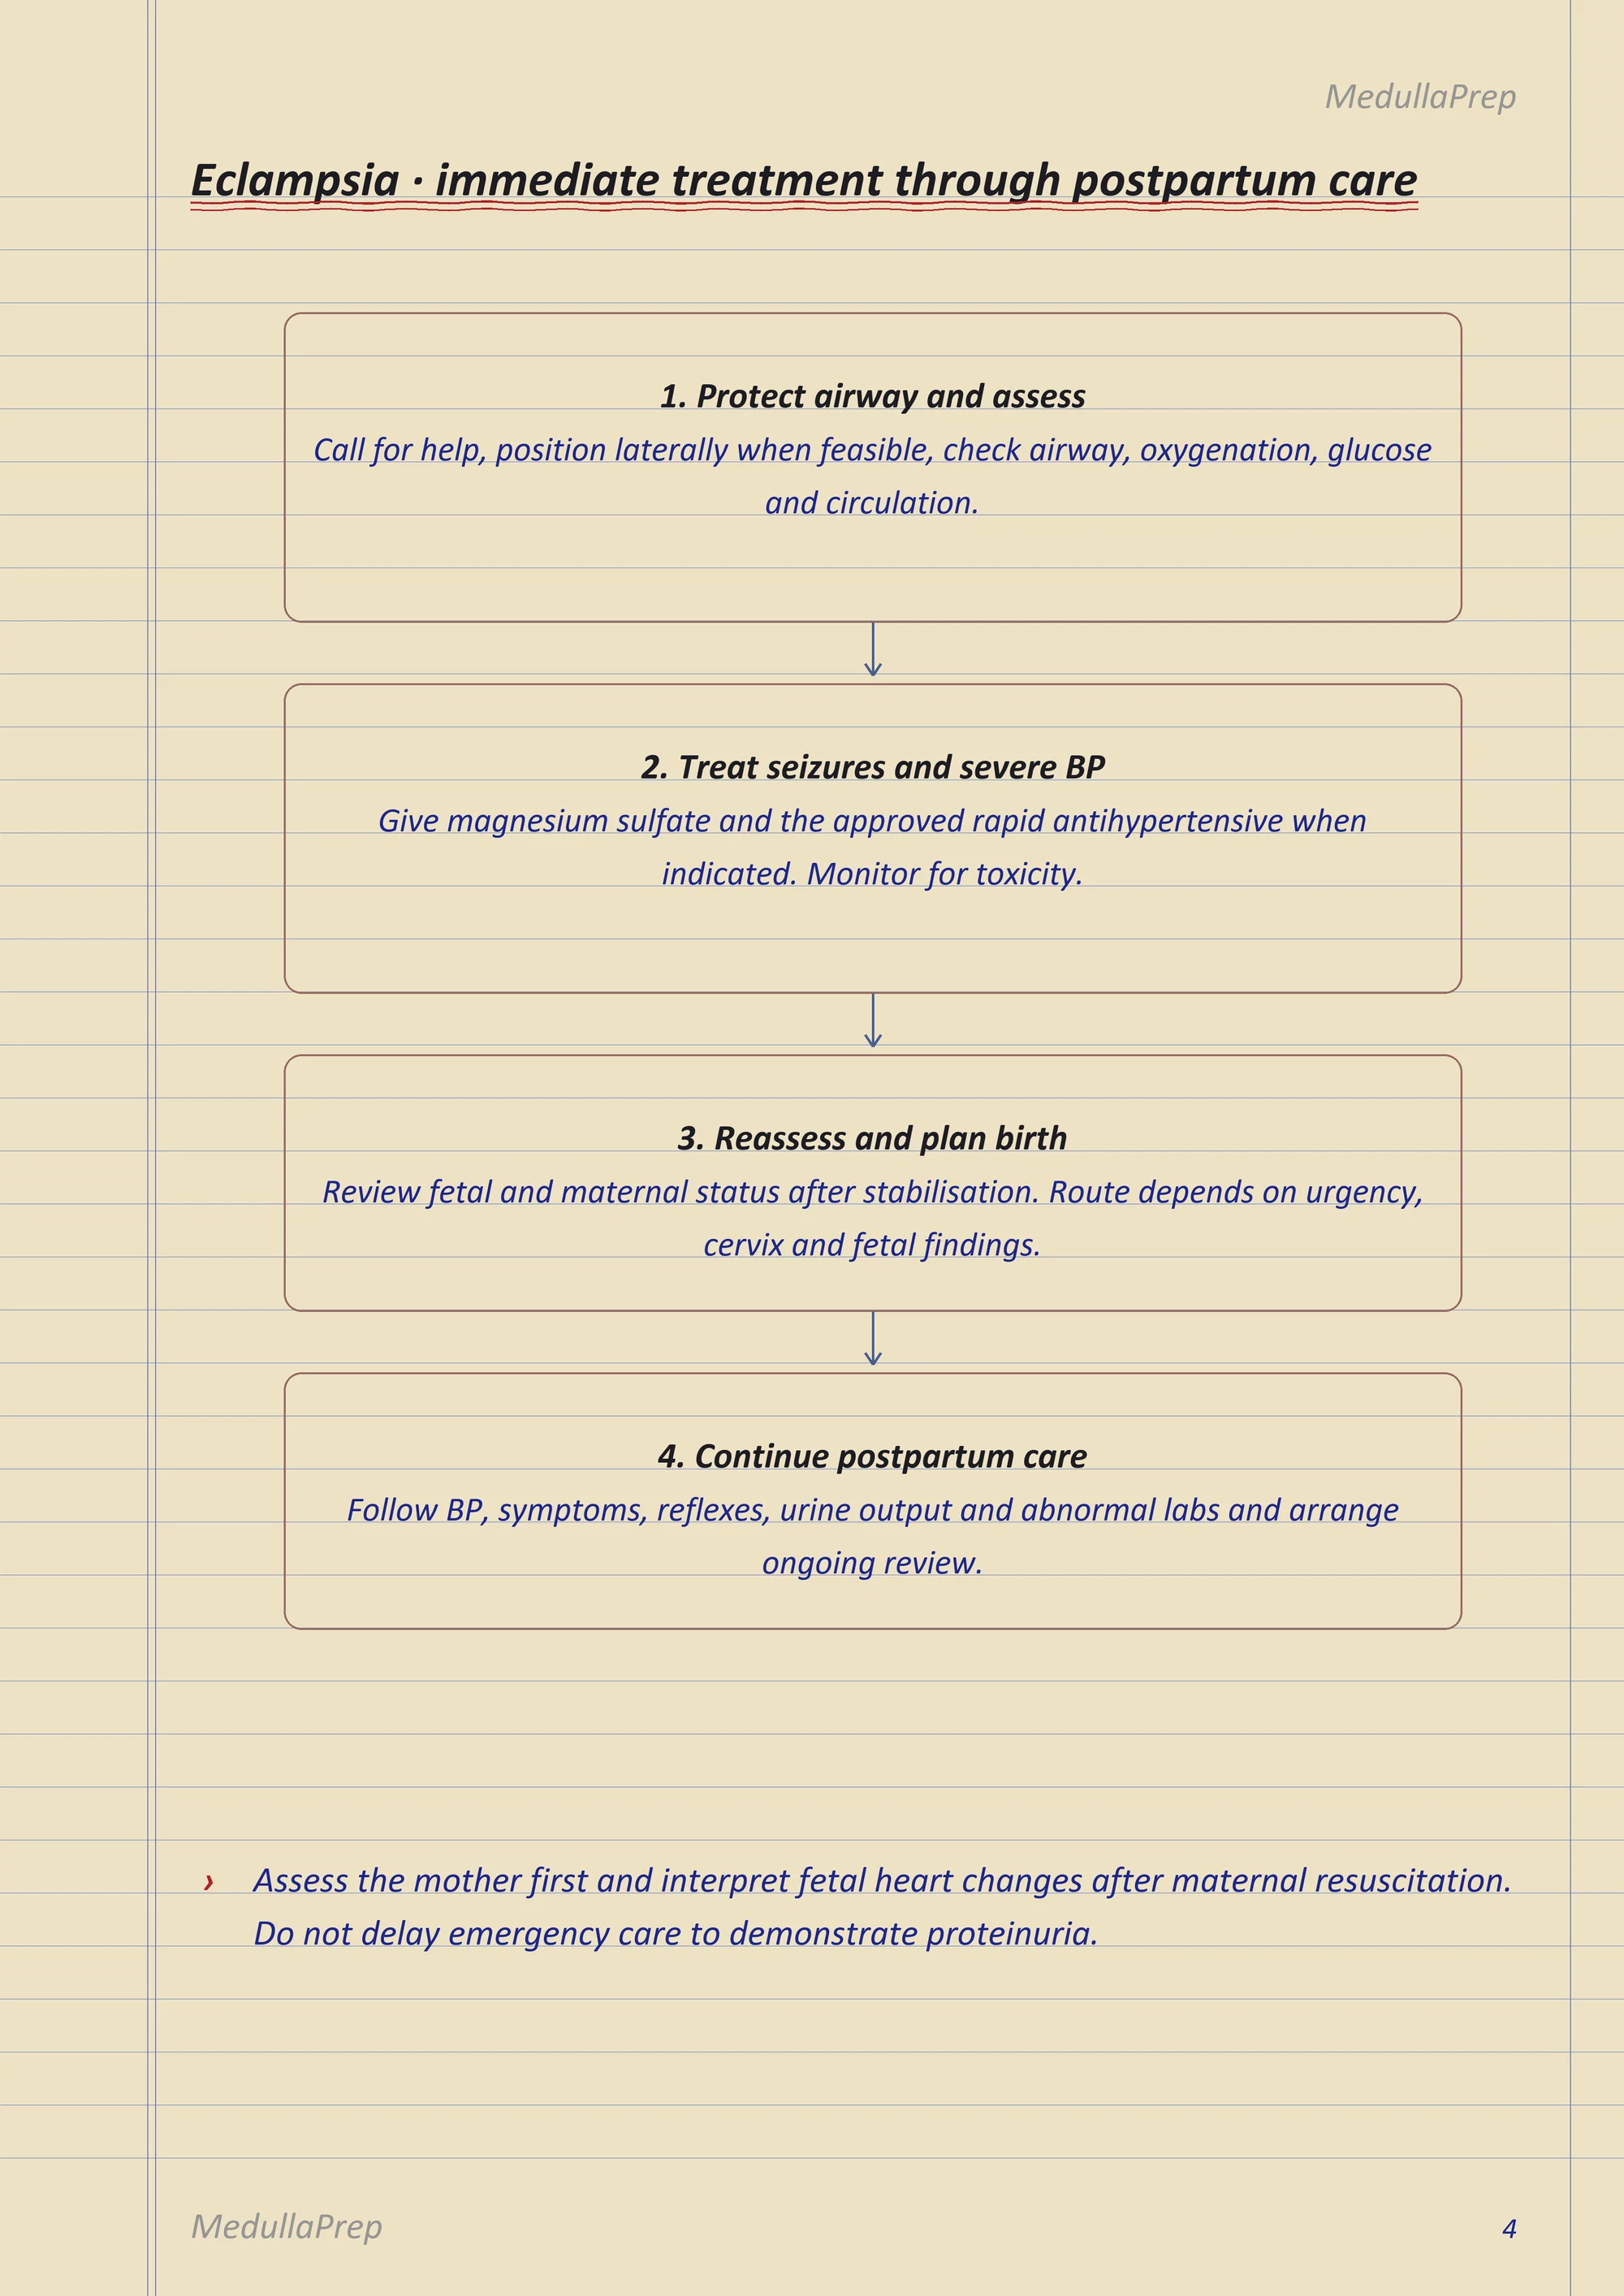 MedullaPrep
Eclampsia · immediate treatment through postpartum care
1. Protect airway and assess
Call for help, position laterally when feasible, check airway, oxygenation, glucose
and circulation.
2. Treat seizures and severe BP
Give magnesium sulfate and the approved rapid antihypertensive when
indicated. Monitor for toxicity.
3. Reassess and plan birth
Review fetal and maternal status after stabilisation. Route depends on urgency,
cervix and fetal findings.
4. Continue postpartum care
Follow BP, symptoms, reflexes, urine output and abnormal labs and arrange
ongoing review.
› Assess the mother first and interpret fetal heart changes after maternal resuscitation.
Do not delay emergency care to demonstrate proteinuria.
MedullaPrep
4